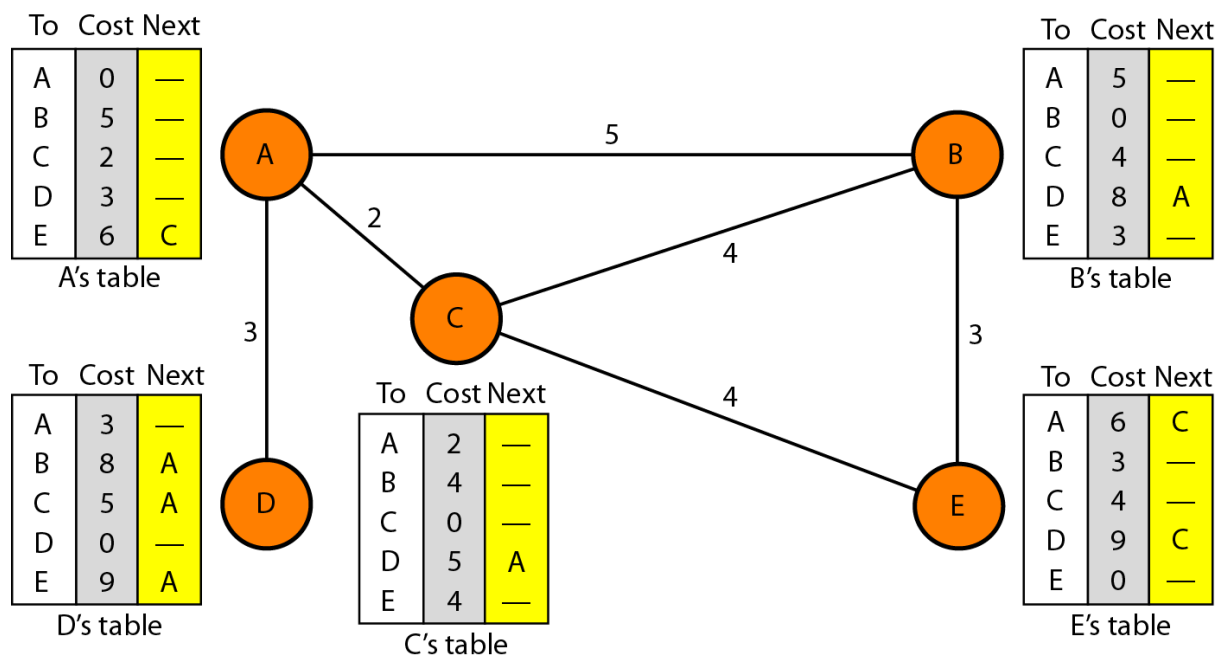 To Cost Next
A 0 —
B 5 —
C 2 —
D 3 —
E 6 C
A's table
To Cost Next
A 5 —
B 0 —
C 4 —
D 8 A
E 3 —
B's table
A
5
B
2
4
C
3
3
4
D
E
To Cost Next
A 3 —
B 8 A
C 5 A
D 0 —
E 9 A
D's table
To Cost Next
A 2 —
B 4 —
C 0 —
D 5 A
E 4 —
C's table
To Cost Next
A 6 C
B 3 —
C 4 —
D 9 C
E 0 —
E's table